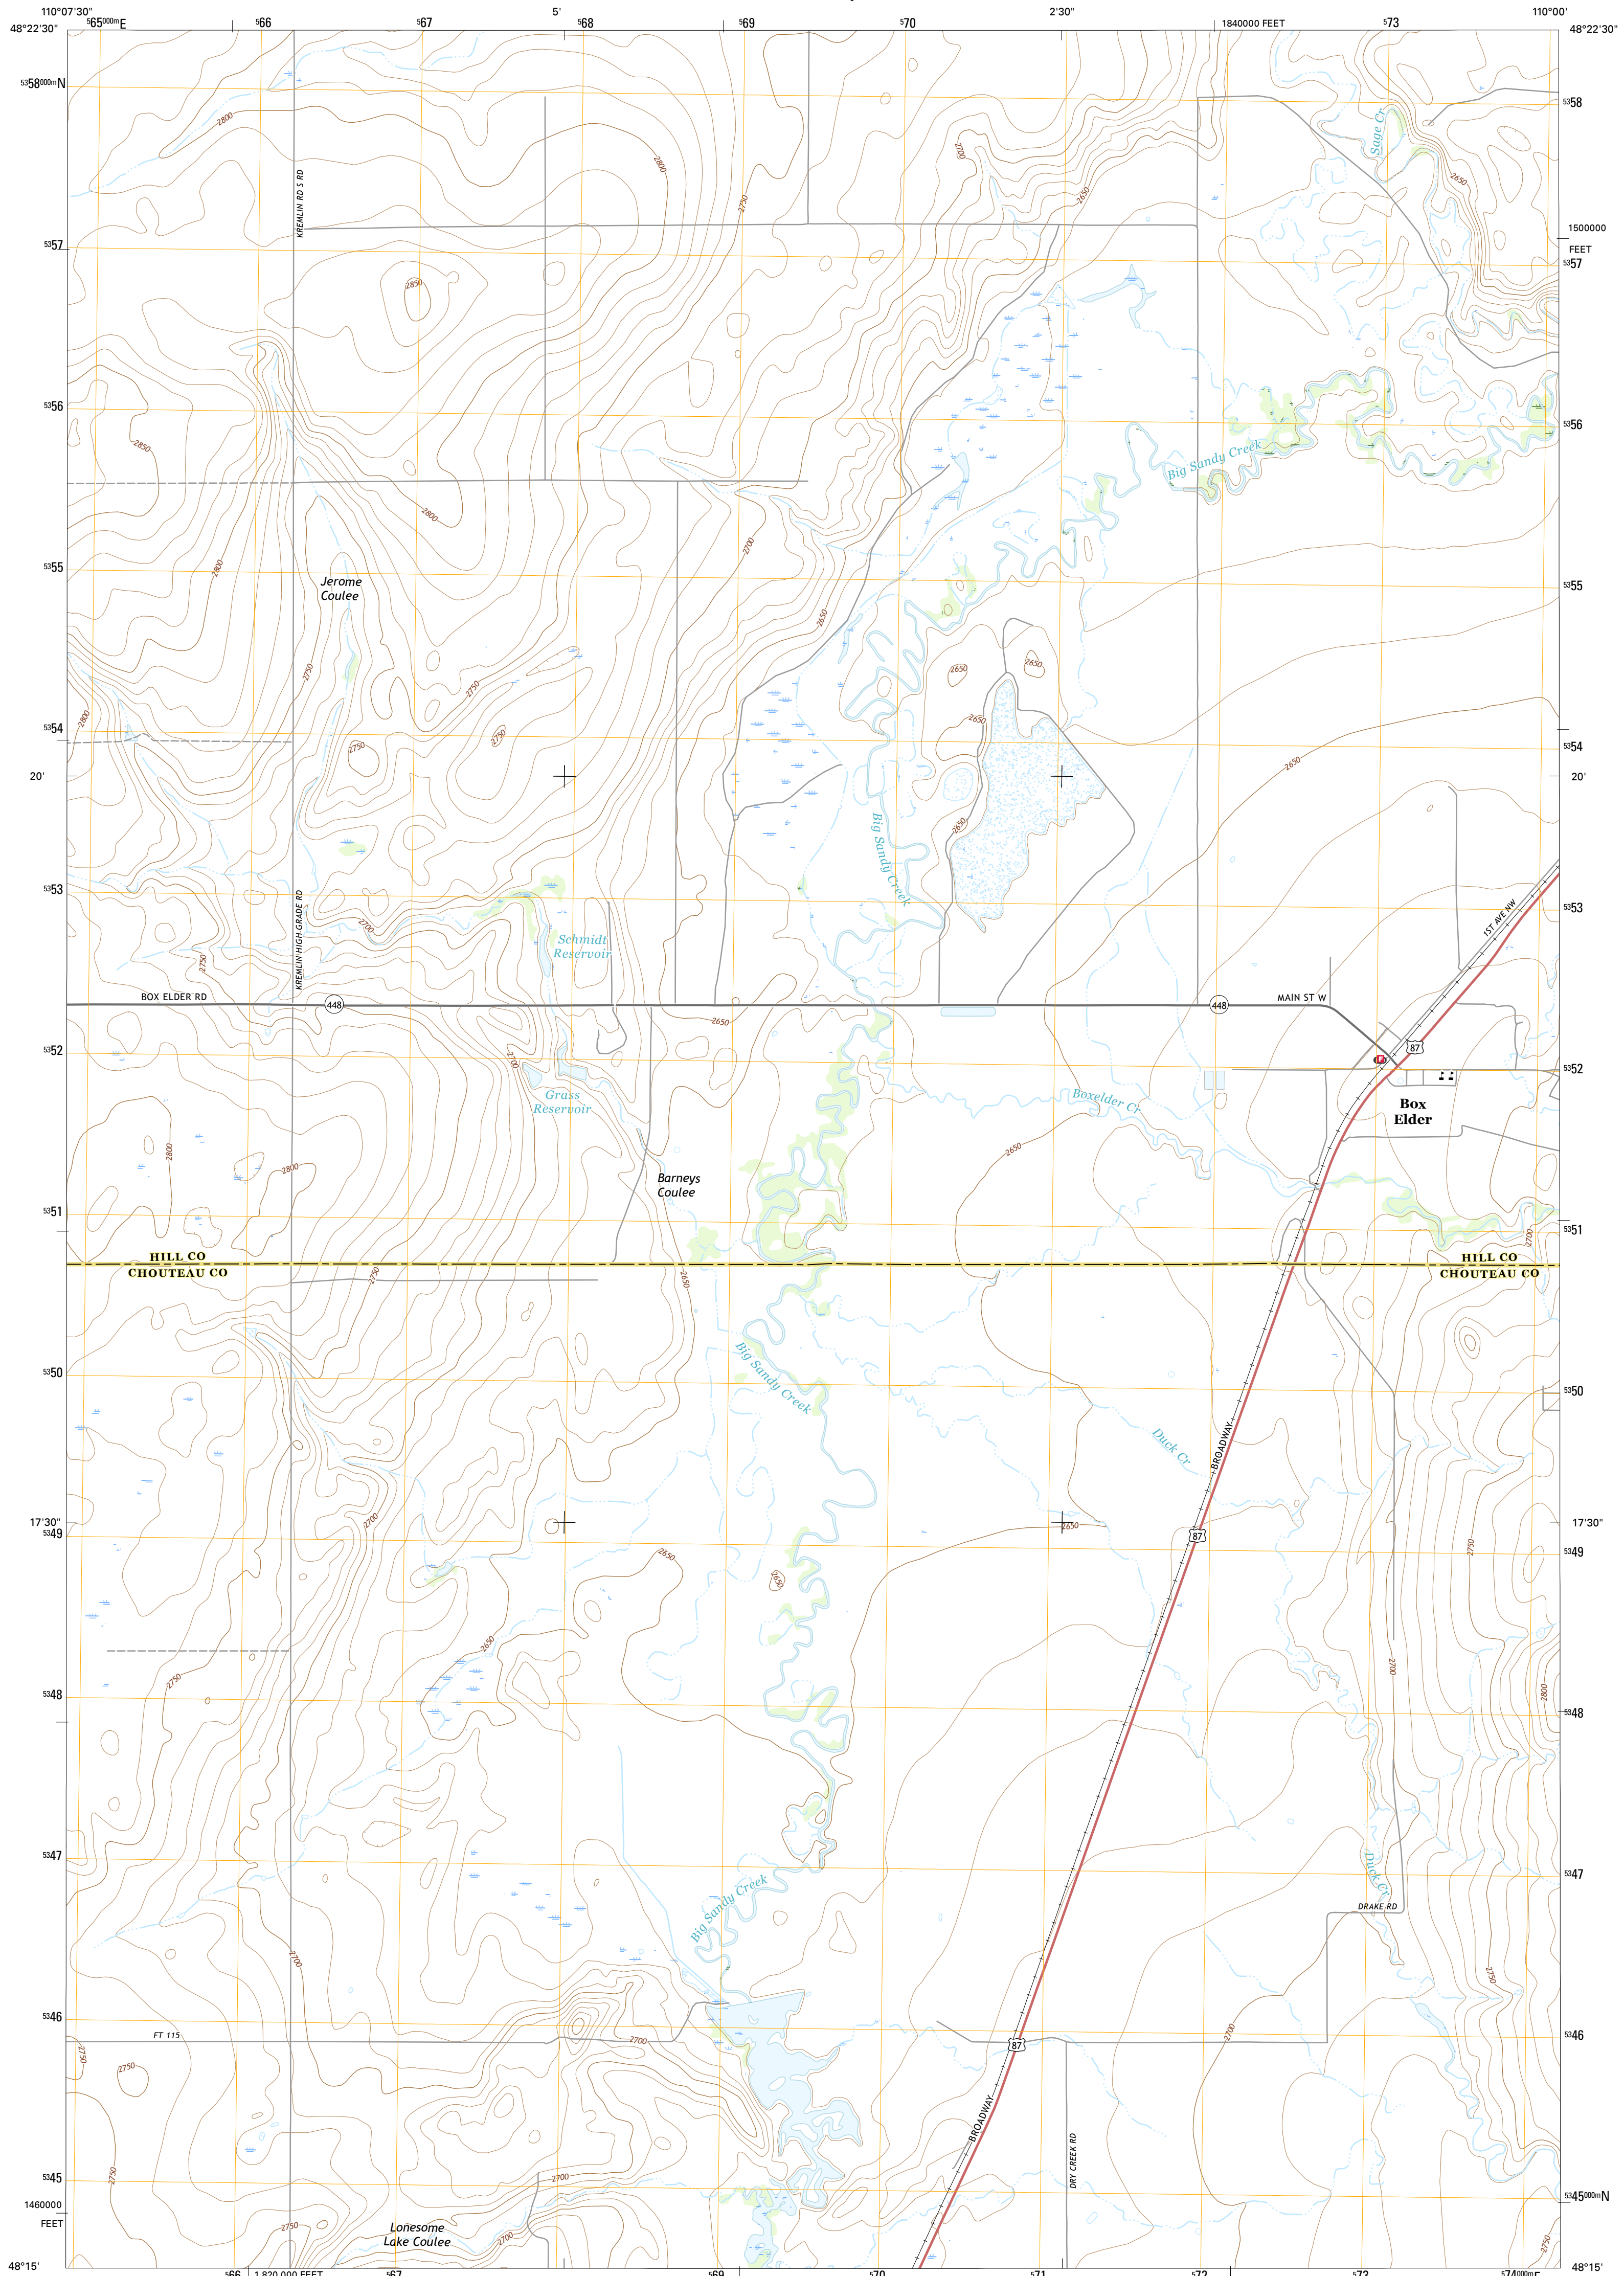 110°07'30" 5' 2'30" 110°00'
⁵65⁰⁰⁰ᵐE ⁵66 ⁵67 ⁵68 ⁵69 ⁵70 1840000 FEET ⁵73
48°22'30" 48°22'30"
⁵³58⁰⁰⁰ᵐN ⁵³58
Sage Cr
2800
2800
2700
2650
2650
2750
KREMLIN RD S RD
1500000
FEET
⁵³57 ⁵³57
2850
⁵³56 ⁵³56
2850
Big Sandy Creek
2800
2700
2800
⁵³55 ⁵³55
Jerome
Coulee
2650
2650
2650
2750
2750
2800
2650
⁵³54 ⁵³54
2750
2750
2650
20' 20'
2650
Big Sandy Creek
⁵³53 ⁵³53
1ST AVE NW
KREMLIN HIGH GRADE RD
2700
2750
Schmidt
Reservoir
BOX ELDER RD 448 448 MAIN ST W
2650
87
⁵³52 ⁵³52
2700
Grass
Reservoir
Boxelder Cr
Box
Elder
2800
2800
2650
Barneys
Coulee
⁵³51 ⁵³51
2700
HILL CO HILL CO
CHOUTEAU CO CHOUTEAU CO
2750
2650
⁵³50 ⁵³50
Big Sandy Creek
Duck Cr
BROADWAY
2700
17'30" 17'30"
2650
87
⁵³49 ⁵³49
2650
2750
2650
2650
2700
2750
2800
⁵³48 ⁵³48
⁵³47 ⁵³47
Duck Cr
Big Sandy Creek
DRAKE RD
2700
2750
⁵³46 ⁵³46
FT 115
2700
2700
87
2750
2750
BROADWAY
DRY CREEK RD
2750
2700
⁵³45 ⁵³45⁰⁰⁰ᵐN
1460000
FEET
2750
Lonesome
Lake Coulee
2700
2750
48°15' 48°15'
⁵66 1 820 000 FEET ⁵67 ⁵69 ⁵70 ⁵71 ⁵72 ⁵73 ⁵74⁰⁰⁰ᵐE